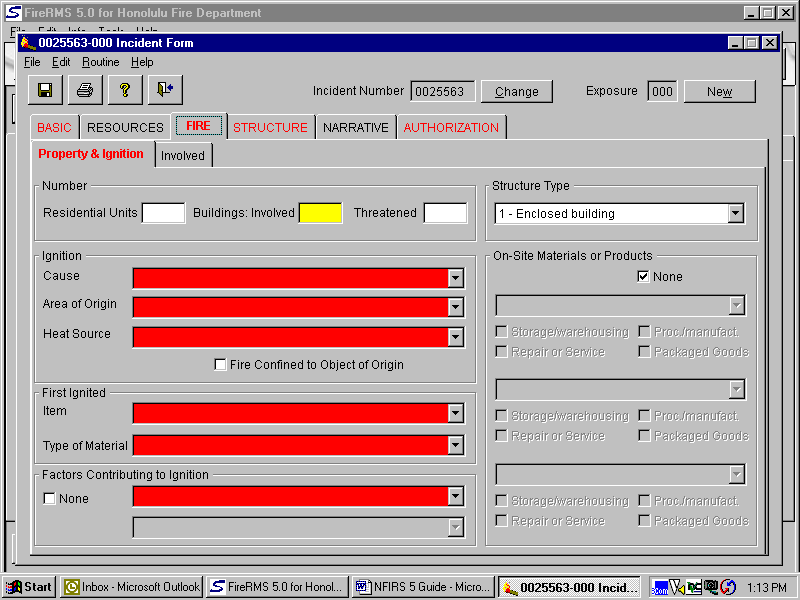 FireRMS 5.0 for Honolulu Fire Department
0025563-000 Incident Form
File Edit Routine Help
Incident Number 0025563 Change Exposure 000 New
BASIC RESOURCES FIRE STRUCTURE NARRATIVE AUTHORIZATION
Property & Ignition Involved
Number
Residential Units Buildings: Involved Threatened
Structure Type
1 - Enclosed building
Ignition
Cause
Area of Origin
Heat Source
Fire Confined to Object of Origin
First Ignited
Item
Type of Material
Factors Contributing to Ignition
None
On-Site Materials or Products
None
Storage/warehousing Proc./manufact.
Repair or Service Packaged Goods
Storage/warehousing Proc./manufact.
Repair or Service Packaged Goods
Storage/warehousing Proc./manufact.
Repair or Service Packaged Goods
Start Inbox - Microsoft Outlook FireRMS 5.0 for Honol... NFIRS 5 Guide - Micro... 0025563-000 Incid... 1:13 PM